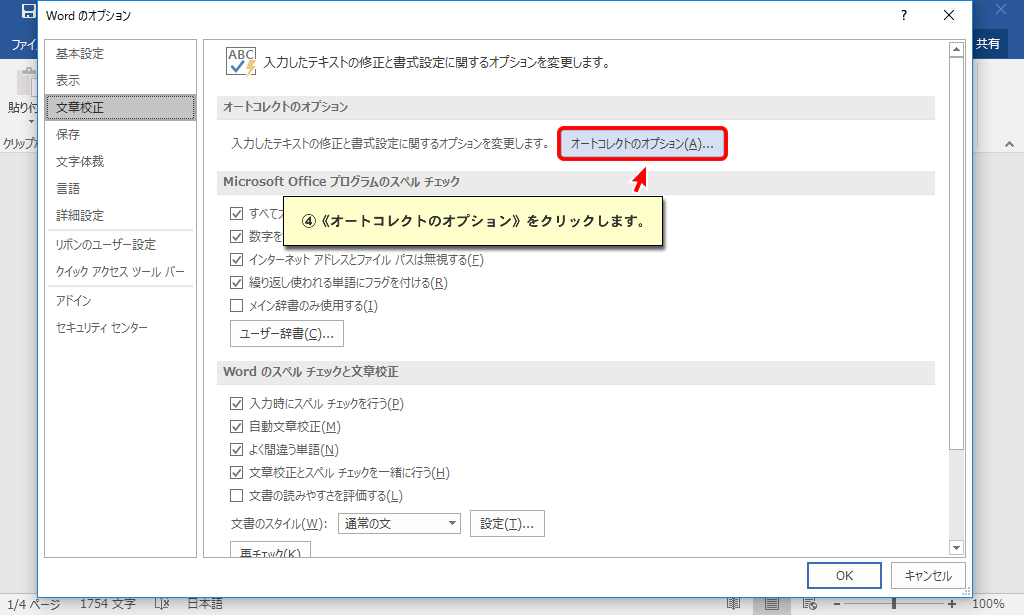 Word のオプション
?
ファイ
共有
貼り付
クリップ
基本設定
表示
文章校正
保存
文字体裁
言語
詳細設定
リボンのユーザー設定
クイック アクセス ツール バー
アドイン
セキュリティ センター
ABC
入力したテキストの修正と書式設定に関するオプションを変更します。
オートコレクトのオプション
入力したテキストの修正と書式設定に関するオプションを変更します。
オートコレクトのオプション(A)...
Microsoft Office プログラムのスペル チェック
④《オートコレクトのオプション》をクリックします。
すべて
数字を
インターネット アドレスとファイル パスは無視する(F)
繰り返し使われる単語にフラグを付ける(R)
メイン辞書のみ使用する(I)
ユーザー辞書(C)...
Word のスペル チェックと文章校正
入力時にスペル チェックを行う(P)
自動文章校正(M)
よく間違う単語(N)
文章校正とスペル チェックを一緒に行う(H)
文書の読みやすさを評価する(L)
文書のスタイル(W):
通常の文
設定(T)...
再チェック(K)
OK
キャンセル
1/4 ページ
1754 文字
日本語
100%